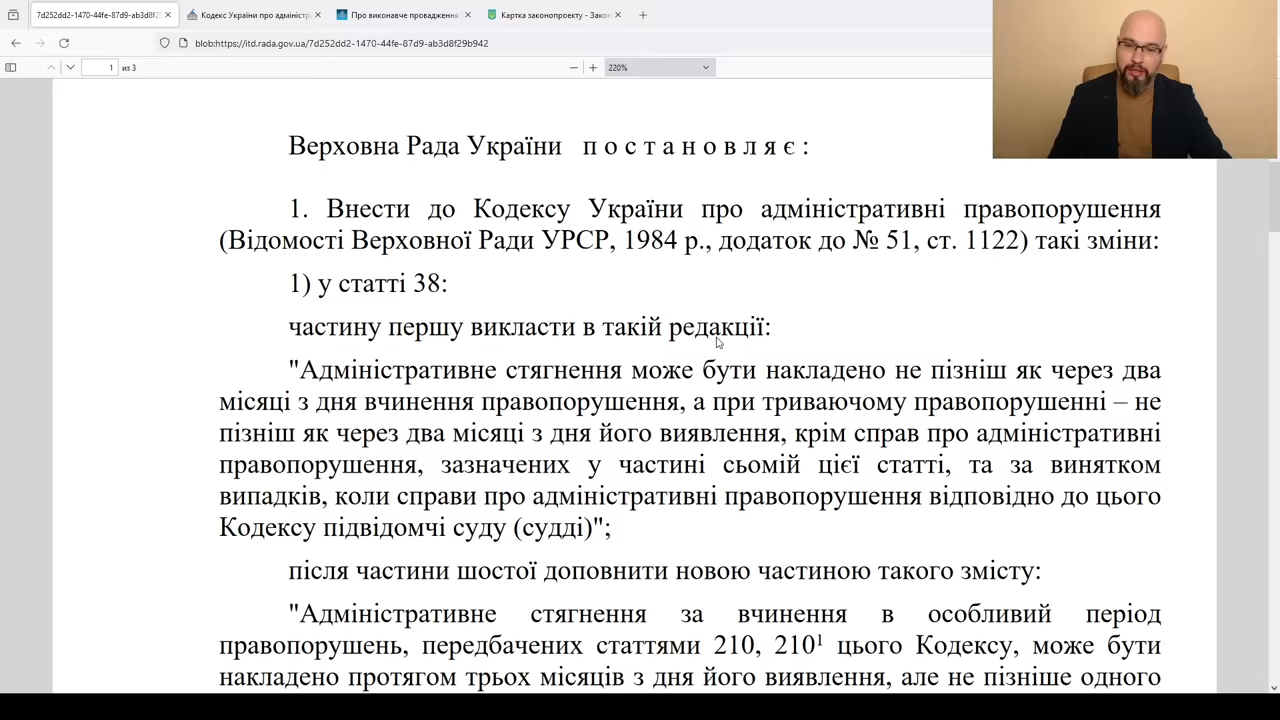 7d252dd2-1470-44fe-87d9-ab3d8f2
Кодекс України про адміністра
Про виконавче провадження
Картка законопроекту - Закон
blob:https://itd.rada.gov.ua/7d252dd2-1470-44fe-87d9-ab3d8f29b942
1 из 3
220%
Верховна Рада України п о с т а н о в л я є :
1. Внести до Кодексу України про адміністративні правопорушення
(Відомості Верховної Ради УРСР, 1984 р., додаток до № 51, ст. 1122) такі зміни:
1) у статті 38:
частину першу викласти в такій редакції:
"Адміністративне стягнення може бути накладено не пізніш як через два
місяці з дня вчинення правопорушення, а при триваючому правопорушенні – не
пізніш як через два місяці з дня його виявлення, крім справ про адміністративні
правопорушення, зазначених у частині сьомій цієї статті, та за винятком
випадків, коли справи про адміністративні правопорушення відповідно до цього
Кодексу підвідомчі суду (судді)";
після частини шостої доповнити новою частиною такого змісту:
"Адміністративне стягнення за вчинення в особливий період
правопорушень, передбачених статтями 210, 210¹ цього Кодексу, може бути
накладено протягом трьох місяців з дня його виявлення, але не пізніше одного